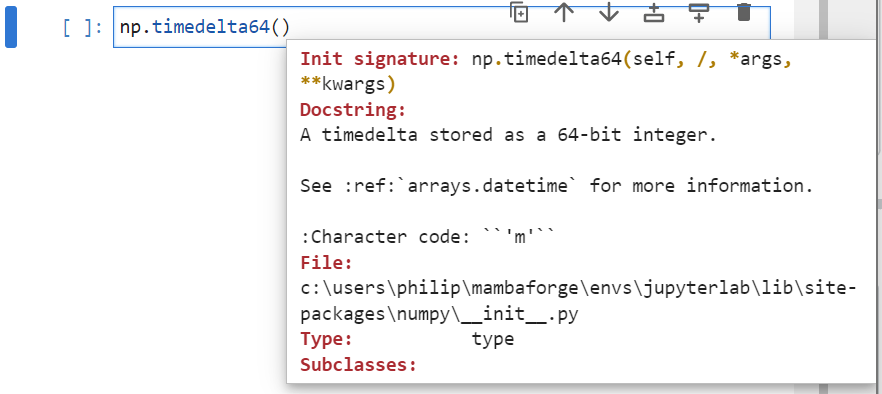 [ ]: np.timedelta64()
Init signature: np.timedelta64(self, /, *args,
**kwargs)
Docstring:
A timedelta stored as a 64-bit integer.
See :ref:`arrays.datetime` for more information.
:Character code: ``'m'``
File:
c:\users\philip\mambaforge\envs\jupyterlab\lib\site-
packages\numpy\__init__.py
Type: type
Subclasses: